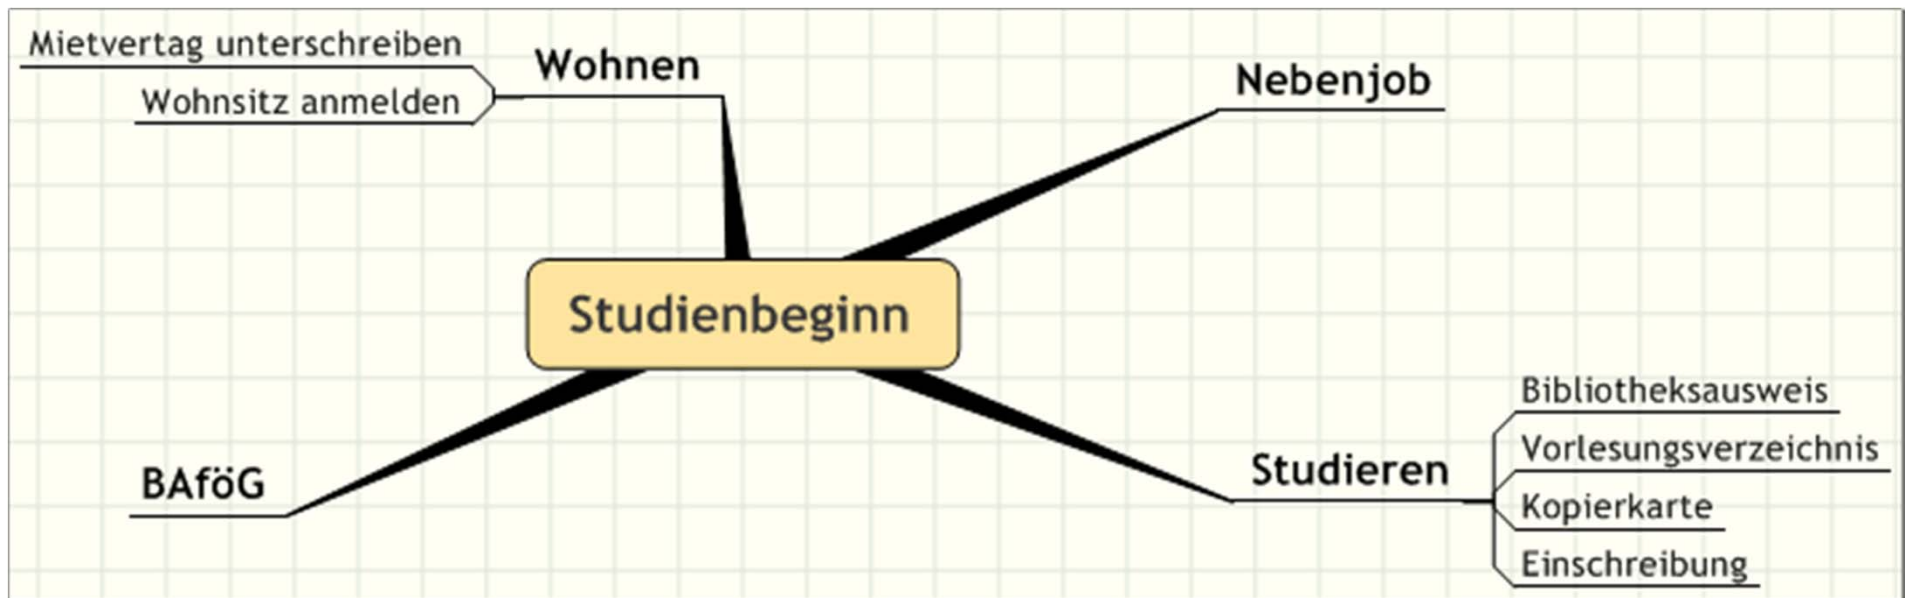 Mietvertag unterschreiben
Wohnsitz anmelden
Wohnen
Nebenjob
Studienbeginn
BAföG
Studieren
Bibliotheksausweis
Vorlesungsverzeichnis
Kopierkarte
Einschreibung